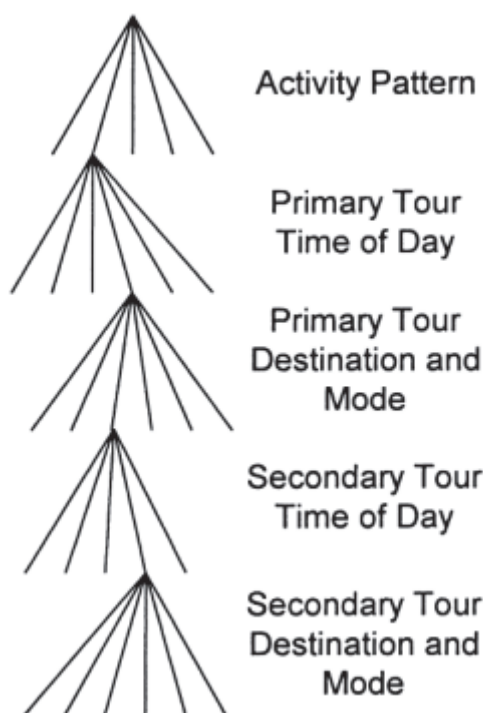 Activity Pattern
Primary Tour
Time of Day
Primary Tour
Destination and
Mode
Secondary Tour
Time of Day
Secondary Tour
Destination and
Mode